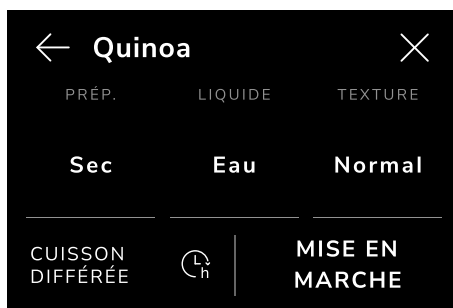 Quinoa
PRÉP. LIQUIDE TEXTURE
Sec Eau Normal
CUISSON
DIFFÉRÉE
h
MISE EN
MARCHE